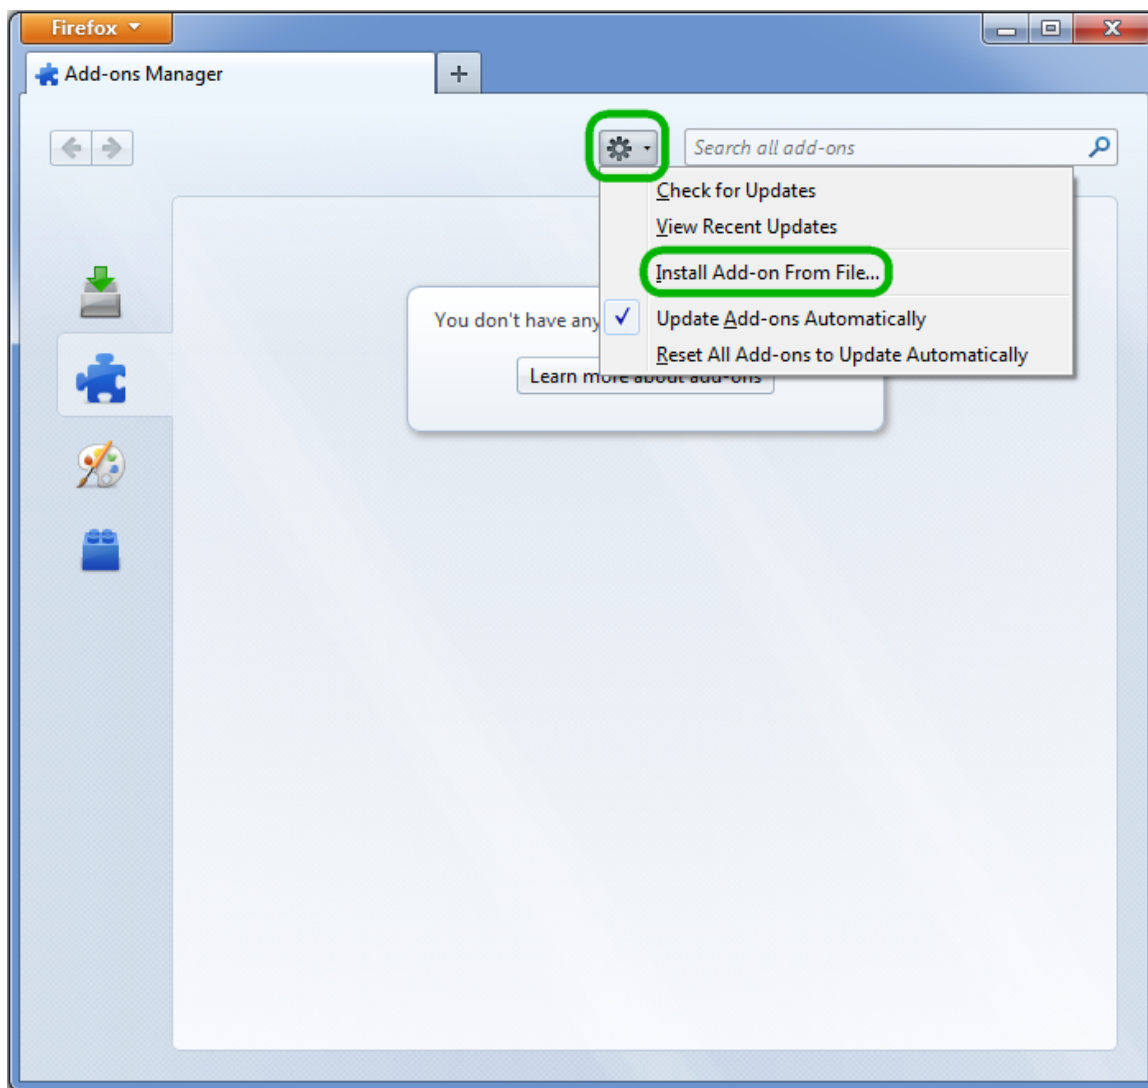 Firefox
Add-ons Manager
Search all add-ons
Check for Updates
View Recent Updates
Install Add-on From File...
You don't have any
Update Add-ons Automatically
Reset All Add-ons to Update Automatically
Learn more about add-ons